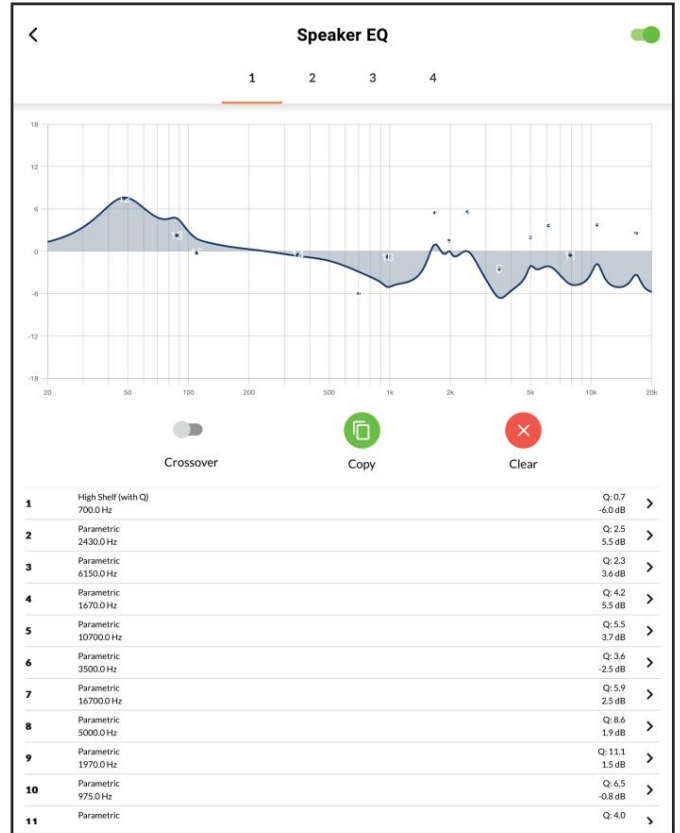 Speaker EQ
1 2 3 4
18
12
6
0
-6
-12
-18
20 50 100 200 500 1k 2k 5k 10k 20k
Crossover Copy Clear
1 High Shelf (with Q) Q: 0.7
700.0 Hz -6.0 dB
2 Parametric Q: 2.5
2430.0 Hz 5.5 dB
3 Parametric Q: 2.3
6150.0 Hz 3.6 dB
4 Parametric Q: 4.2
1670.0 Hz 5.5 dB
5 Parametric Q: 5.5
10700.0 Hz 3.7 dB
6 Parametric Q: 3.6
3500.0 Hz -2.5 dB
7 Parametric Q: 5.9
16700.0 Hz 2.5 dB
8 Parametric Q: 8.6
5000.0 Hz 1.9 dB
9 Parametric Q: 11.1
1970.0 Hz 1.5 dB
10 Parametric Q: 6.5
975.0 Hz -0.8 dB
11 Parametric Q: 4.0